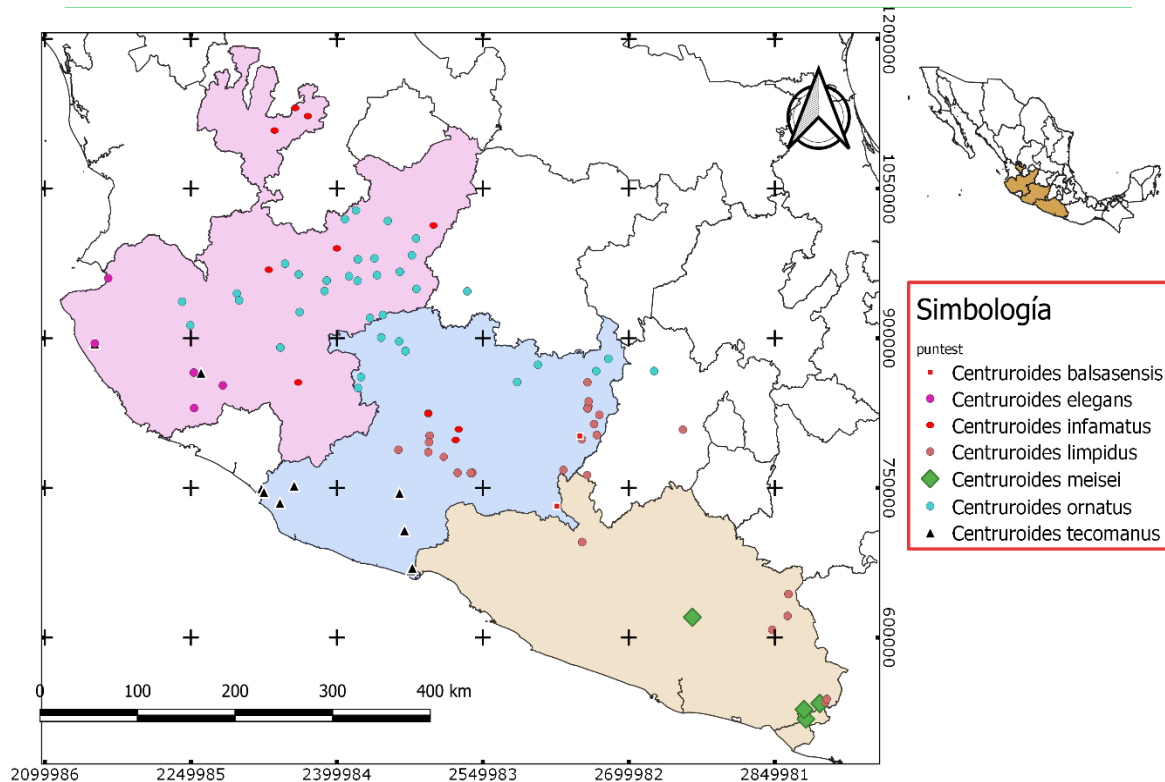 1200000
1050000
900000
750000
600000
0 100 200 300 400 km
2099986 2249985 2399984 2549983 2699982 2849981
Simbología
puntest
Centruroides balsasensis
Centruroides elegans
Centruroides infamatus
Centruroides limpidus
Centruroides meisei
Centruroides ornatus
Centruroides tecomanus